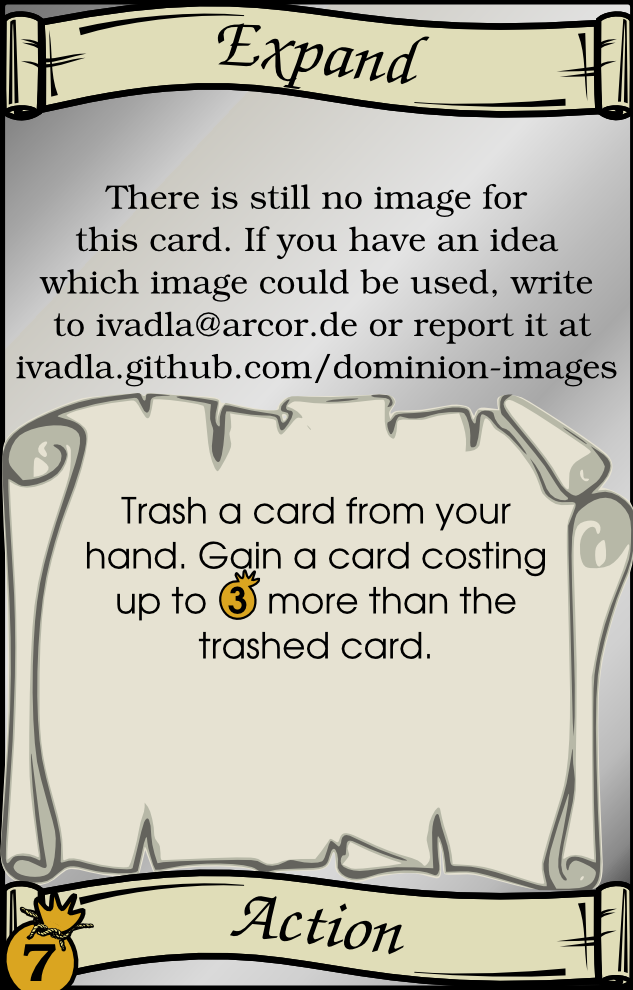 Expand
There is still no image for
this card. If you have an idea
which image could be used, write
to ivadla@arcor.de or report it at
ivadla.github.com/dominion-images
Trash a card from your
hand. Gain a card costing
up to 3 more than the
trashed card.
Action
7